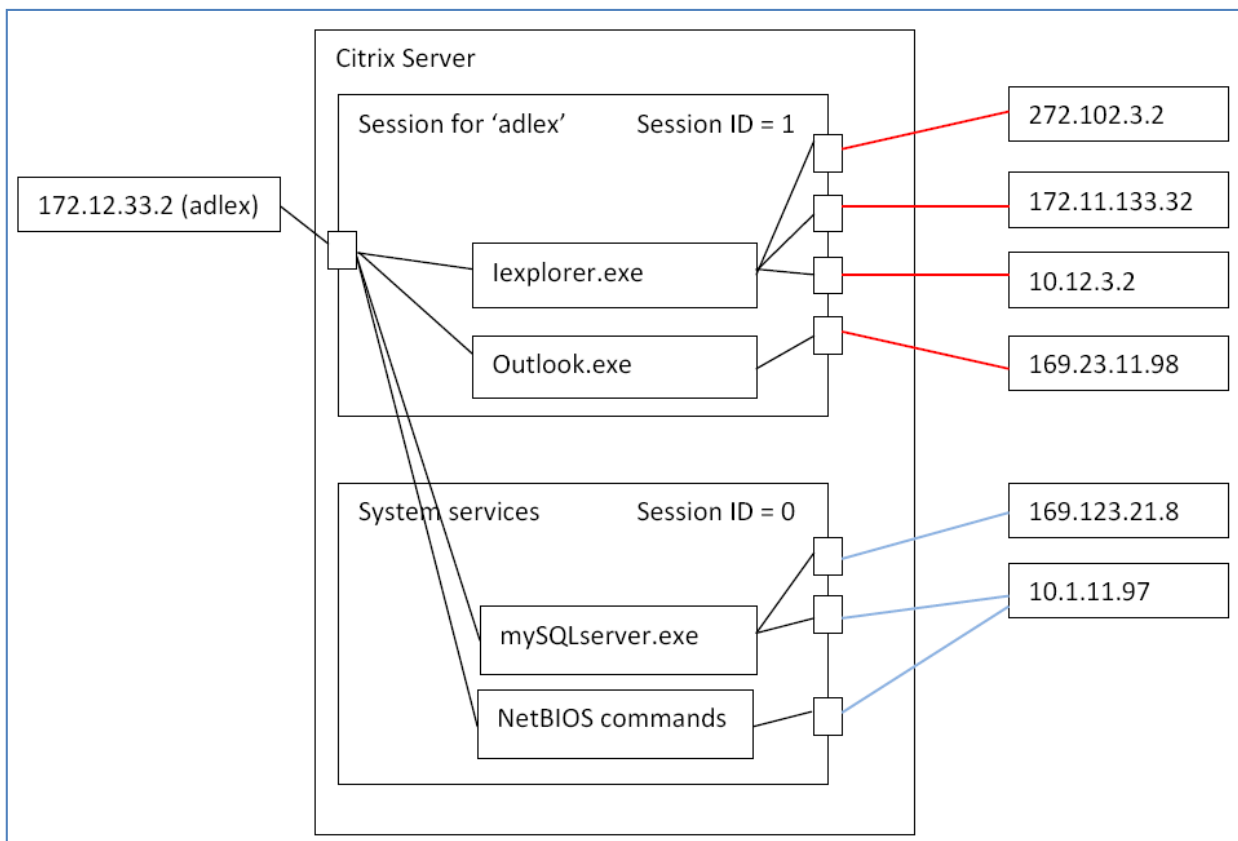 Citrix Server
Session for ‘adlex’ Session ID = 1
272.102.3.2
172.12.33.2 (adlex)
172.11.133.32
Iexplorer.exe
10.12.3.2
Outlook.exe
169.23.11.98
System services Session ID = 0
169.123.21.8
10.1.11.97
mySQLserver.exe
NetBIOS commands